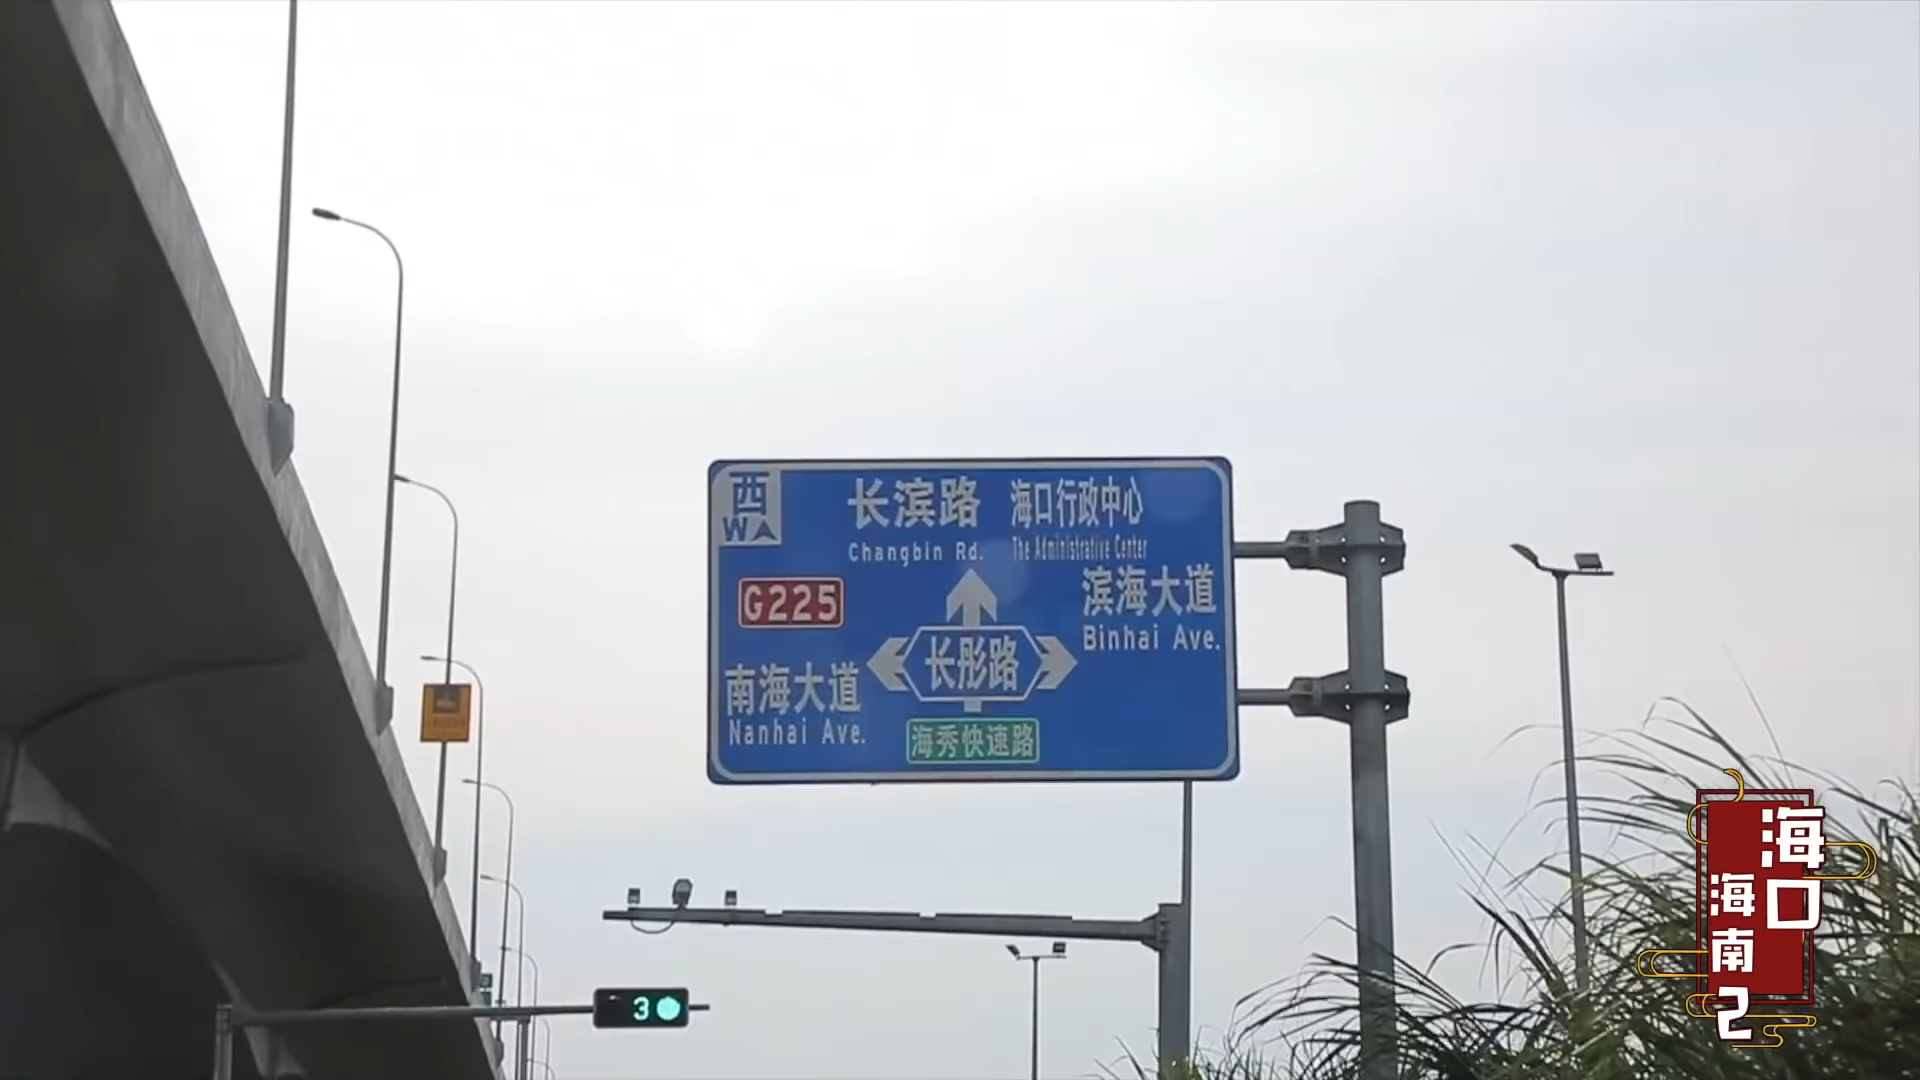 西
W
长滨路 海口行政中心
Changbin Rd. The Administrative Center
G225
滨海大道
Binhai Ave.
长彤路
南海大道
Nanhai Ave.
海秀快速路
3
海口
海南2